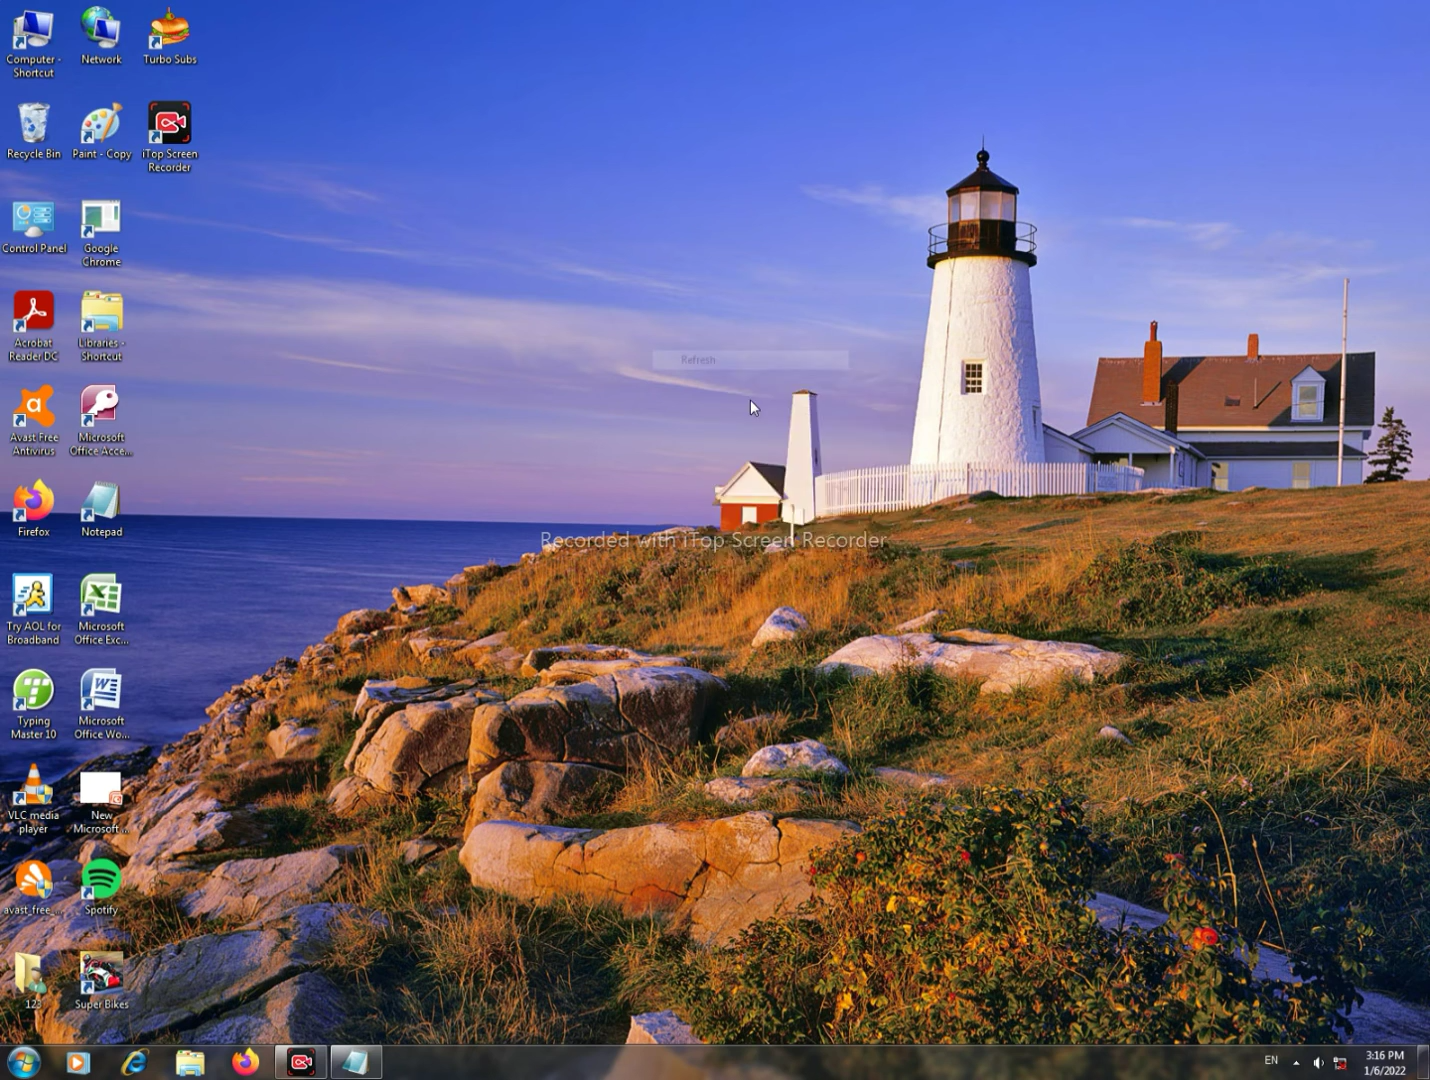 Computer -
Shortcut
Network
Turbo Subs
Recycle Bin
Paint - Copy
iTop Screen
Recorder
Control Panel
Google
Chrome
Acrobat
Reader DC
Libraries -
Shortcut
Avast Free
Antivirus
Microsoft
Office Acce...
Firefox
Notepad
Try AOL for
Broadband
Microsoft
Office Exc...
Typing
Master 10
Microsoft
Office Wo...
VLC media
player
New
Microsoft ...
avast_free_...
Spotify
123
Super Bikes
Refresh
Recorded with iTop Screen Recorder
EN
3:16 PM
1/6/2022